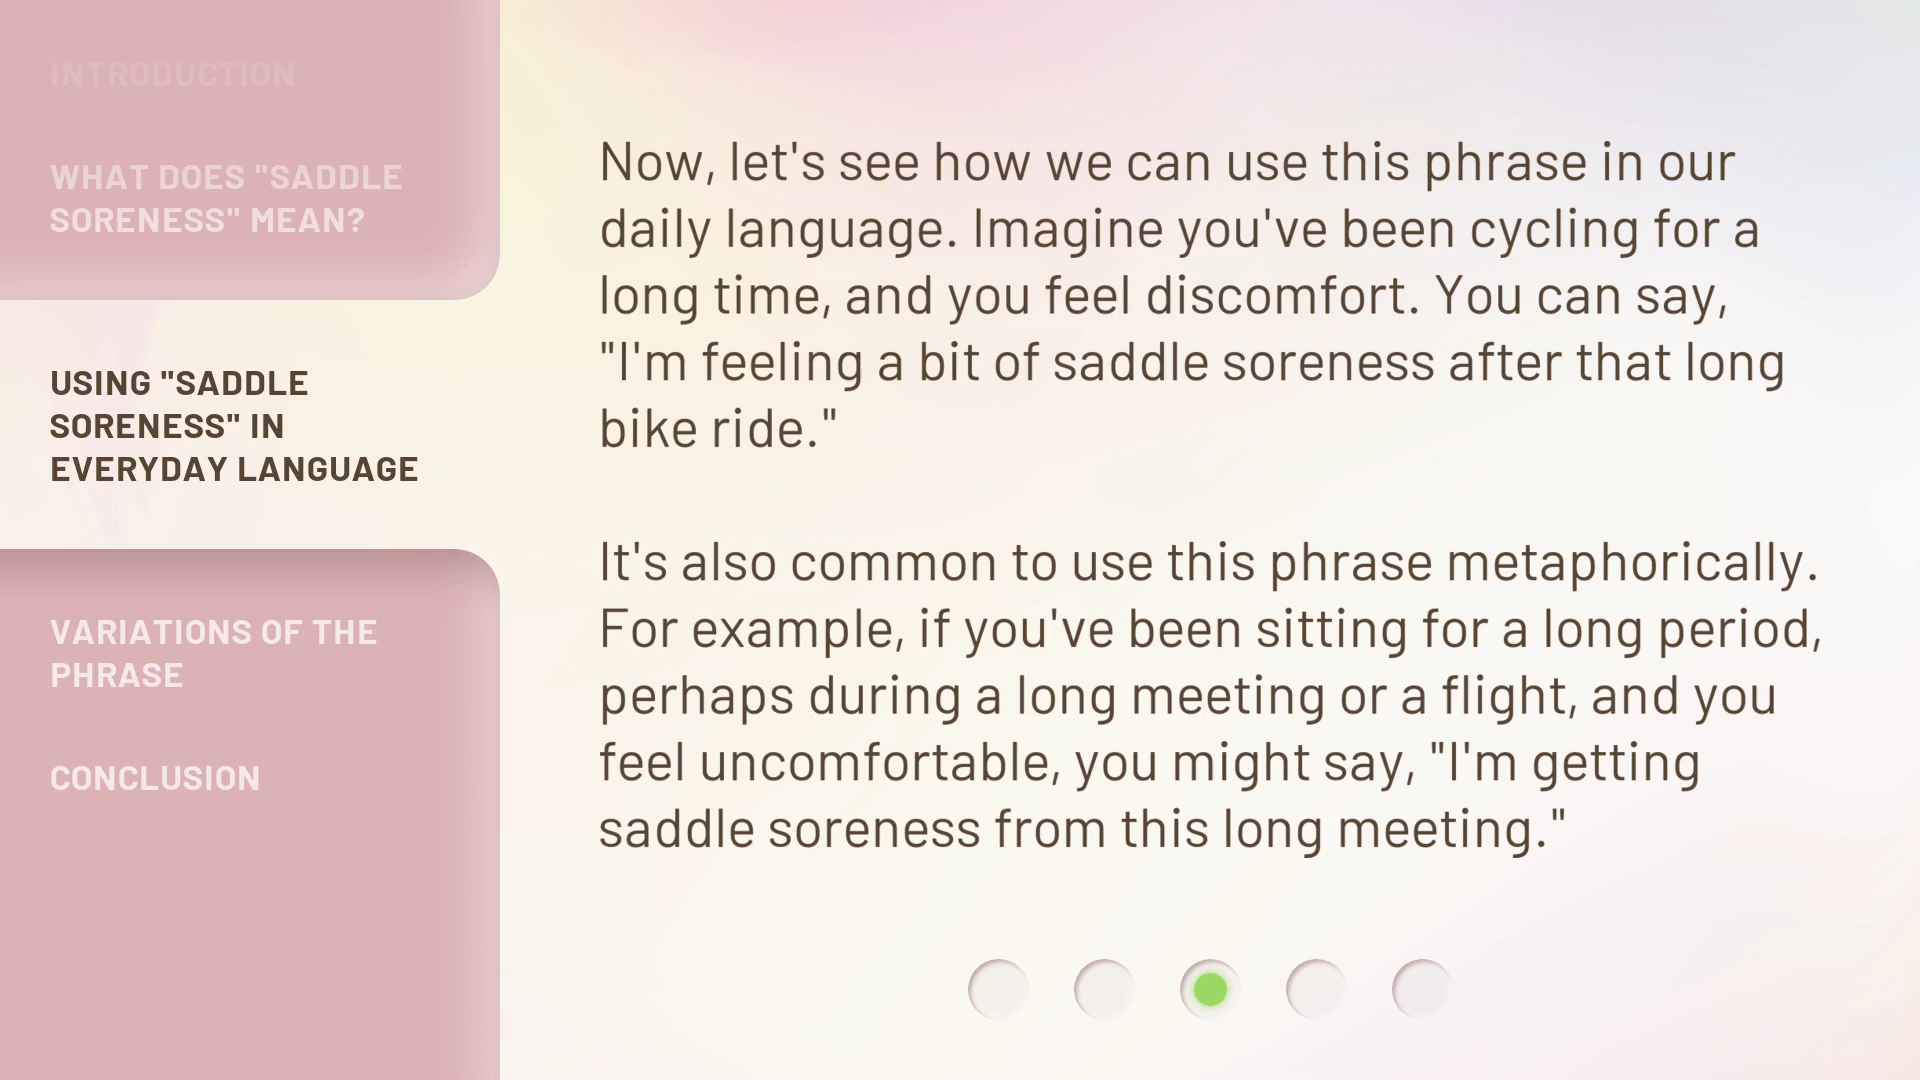 INTRODUCTION
WHAT DOES "SADDLE
SORENESS" MEAN?
USING "SADDLE
SORENESS" IN
EVERYDAY LANGUAGE
VARIATIONS OF THE
PHRASE
CONCLUSION
Now, let's see how we can use this phrase in our
daily language. Imagine you've been cycling for a
long time, and you feel discomfort. You can say,
"I'm feeling a bit of saddle soreness after that long
bike ride."
It's also common to use this phrase metaphorically.
For example, if you've been sitting for a long period,
perhaps during a long meeting or a flight, and you
feel uncomfortable, you might say, "I'm getting
saddle soreness from this long meeting."